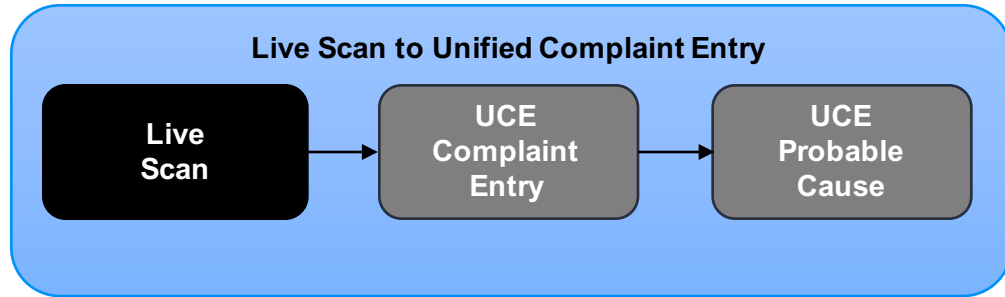 Live Scan to Unified Complaint Entry
Live
Scan
UCE
Complaint
Entry
UCE
Probable
Cause